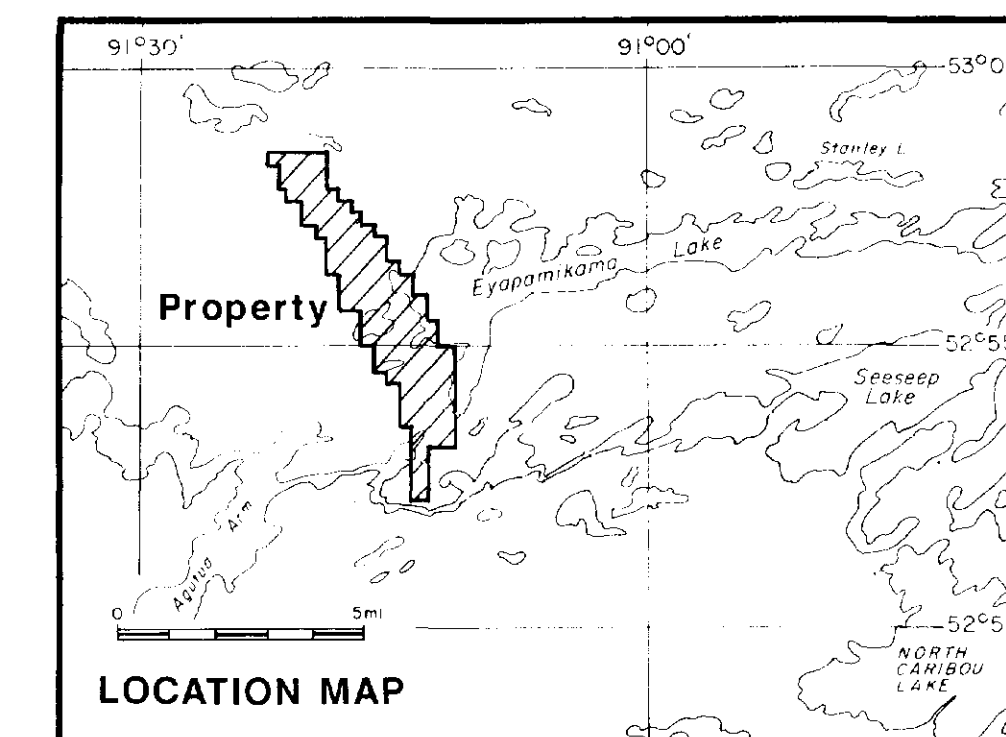 91°30'
91°00'
53°0
Stanley L.
Eyapamikama Lake
Property
52°55
Seeseep
Lake
Agutua Arm
0 5mi
52°5
NORTH
CARIBOU
LAKE
LOCATION MAP